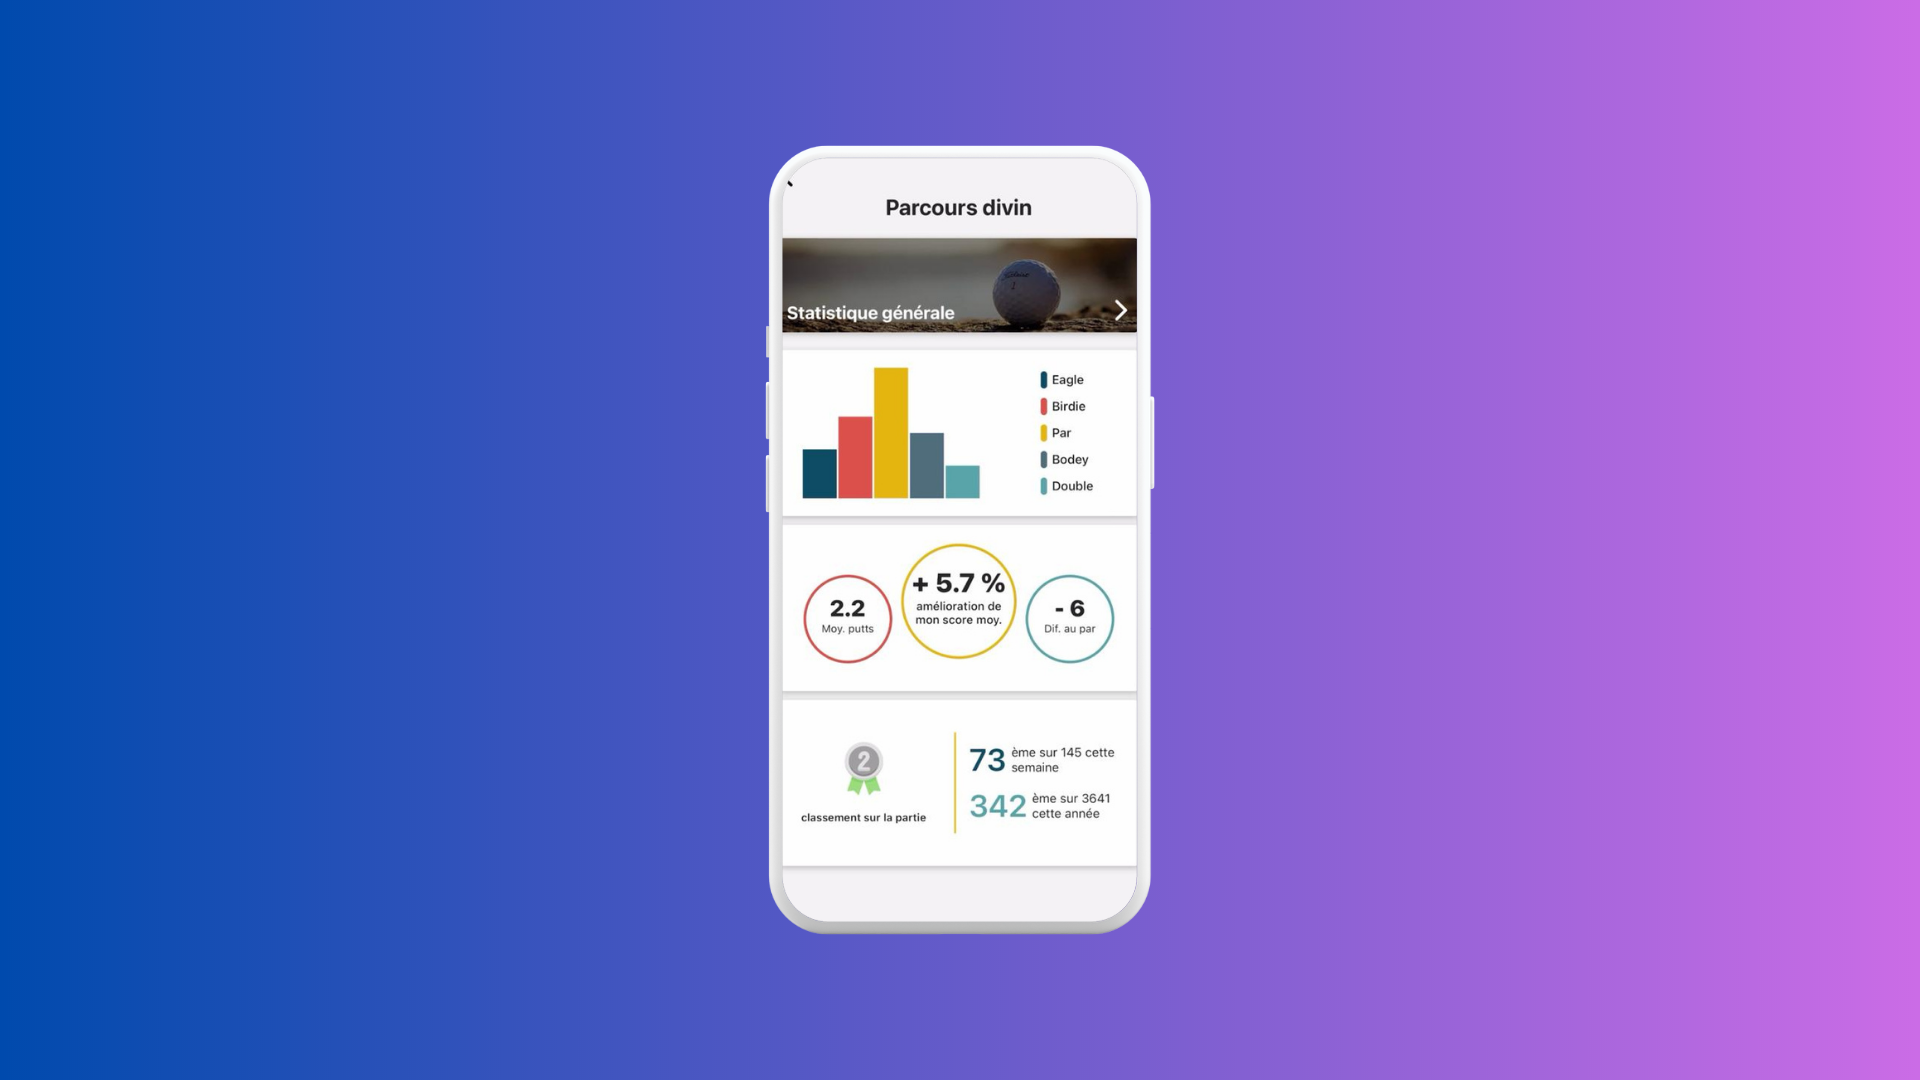 Parcours divin
Titleist
1
Statistique générale
Eagle
Birdie
Par
Bodey
Double
2.2
Moy. putts
+ 5.7 %
amélioration de
mon score moy.
- 6
Dif. au par
2
classement sur la partie
73 ème sur 145 cette
semaine
342 ème sur 3641
cette année